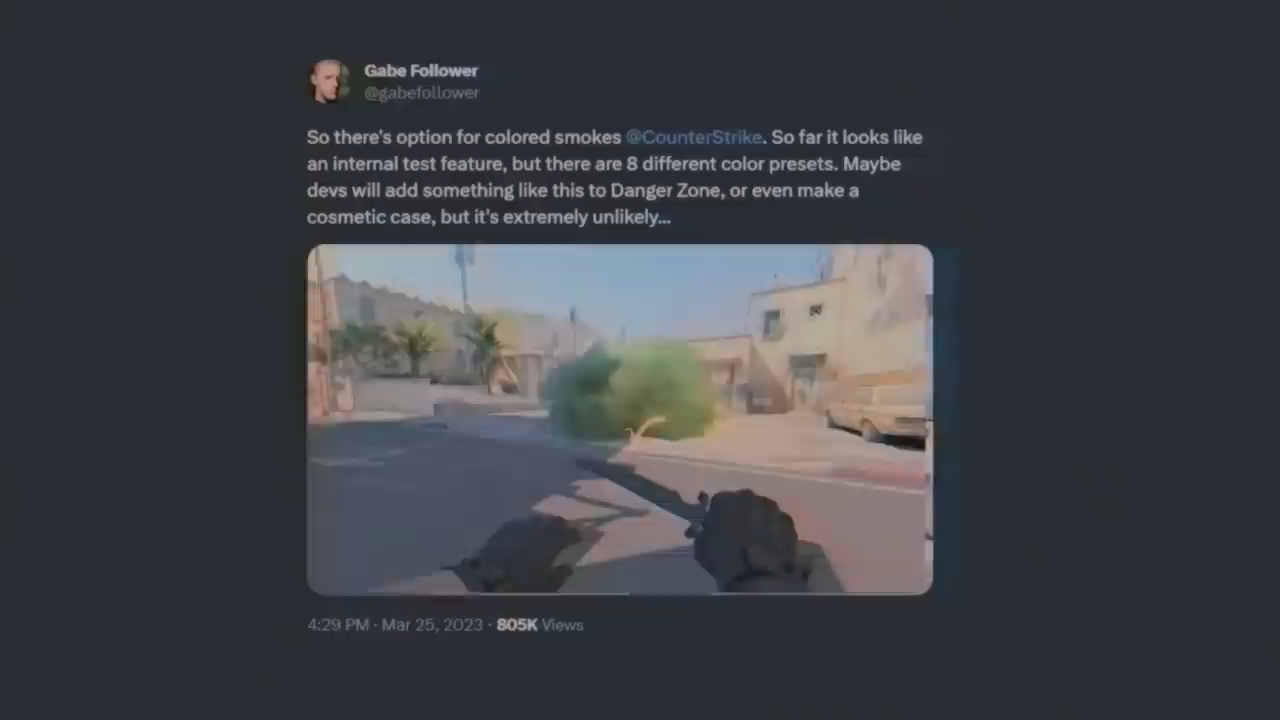 Gabe Follower
@gabefollower
So there's option for colored smokes @CounterStrike. So far it looks like
an internal test feature, but there are 8 different color presets. Maybe
devs will add something like this to Danger Zone, or even make a
cosmetic case, but it's extremely unlikely...
4:29 PM · Mar 25, 2023 · 805K Views